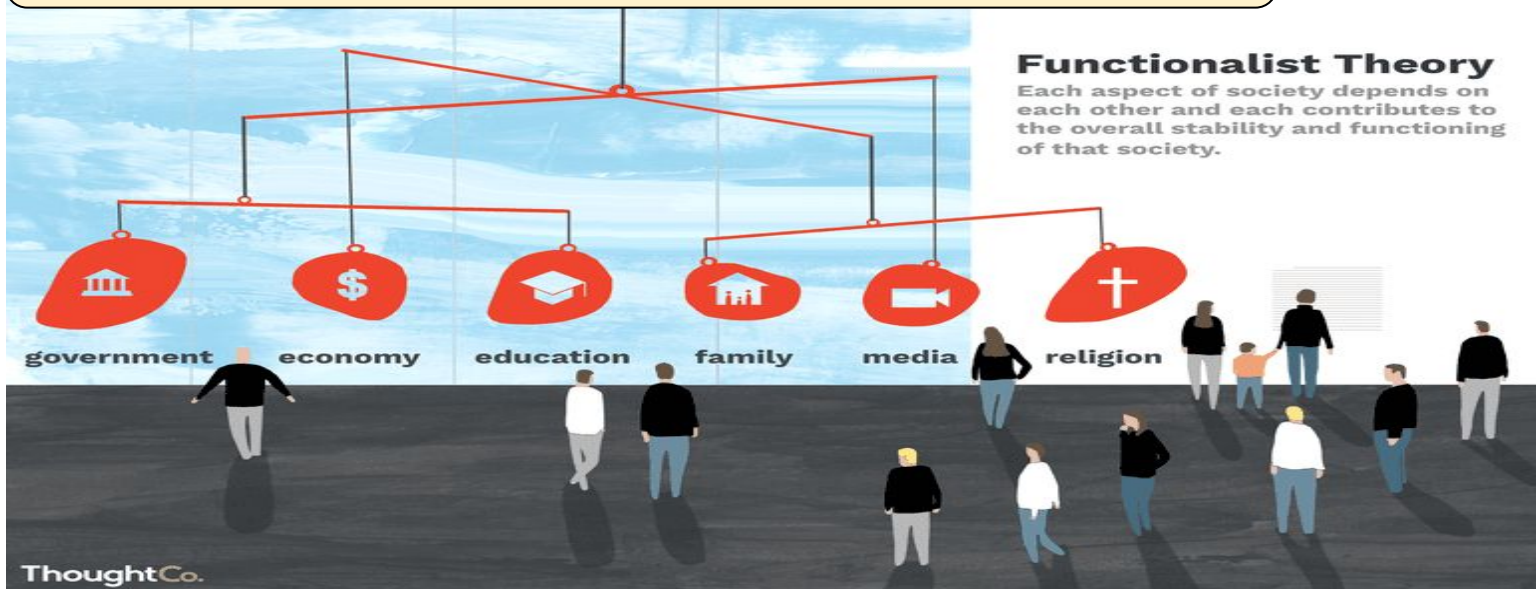 Functionalist Theory
Each aspect of society depends on
each other and each contributes to
the overall stability and functioning
of that society.
$
government economy education family media religion
ThoughtCo.